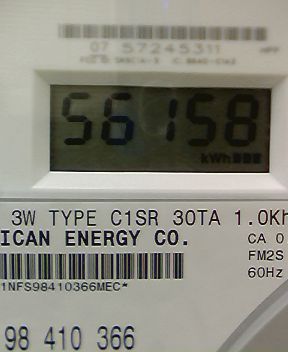 07 57245311
56158
kWh
3W TYPE C1SR 30TA 1.0Kh
ICAN ENERGY CO.
CA 0
FM2S
60Hz
1NFS98410366MEC*
98 410 366